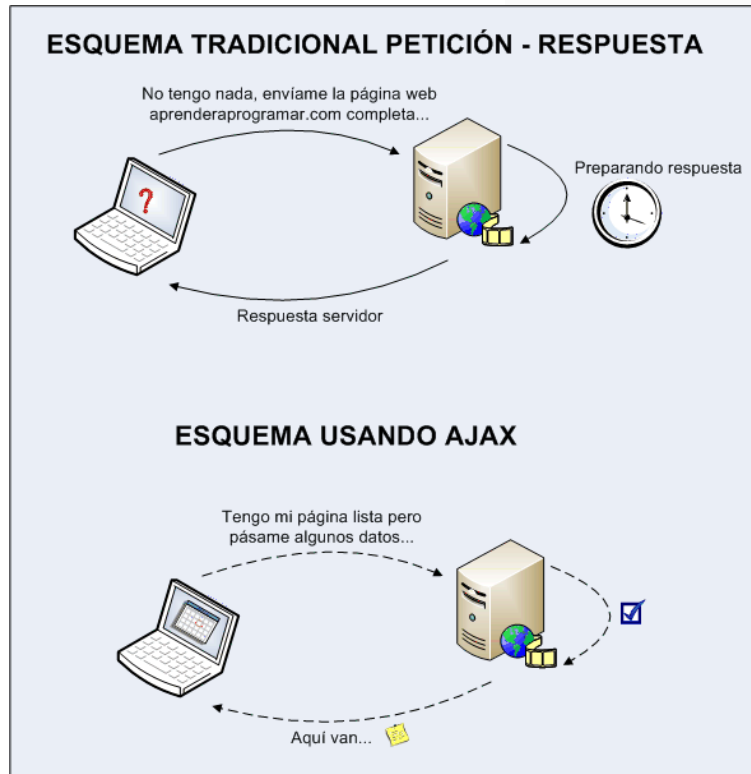 ESQUEMA TRADICIONAL PETICIÓN - RESPUESTA
No tengo nada, envíame la página web
aprenderaprogramar.com completa...
Preparando respuesta
?
Respuesta servidor
ESQUEMA USANDO AJAX
Tengo mi página lista pero
pásame algunos datos...
Aquí van...